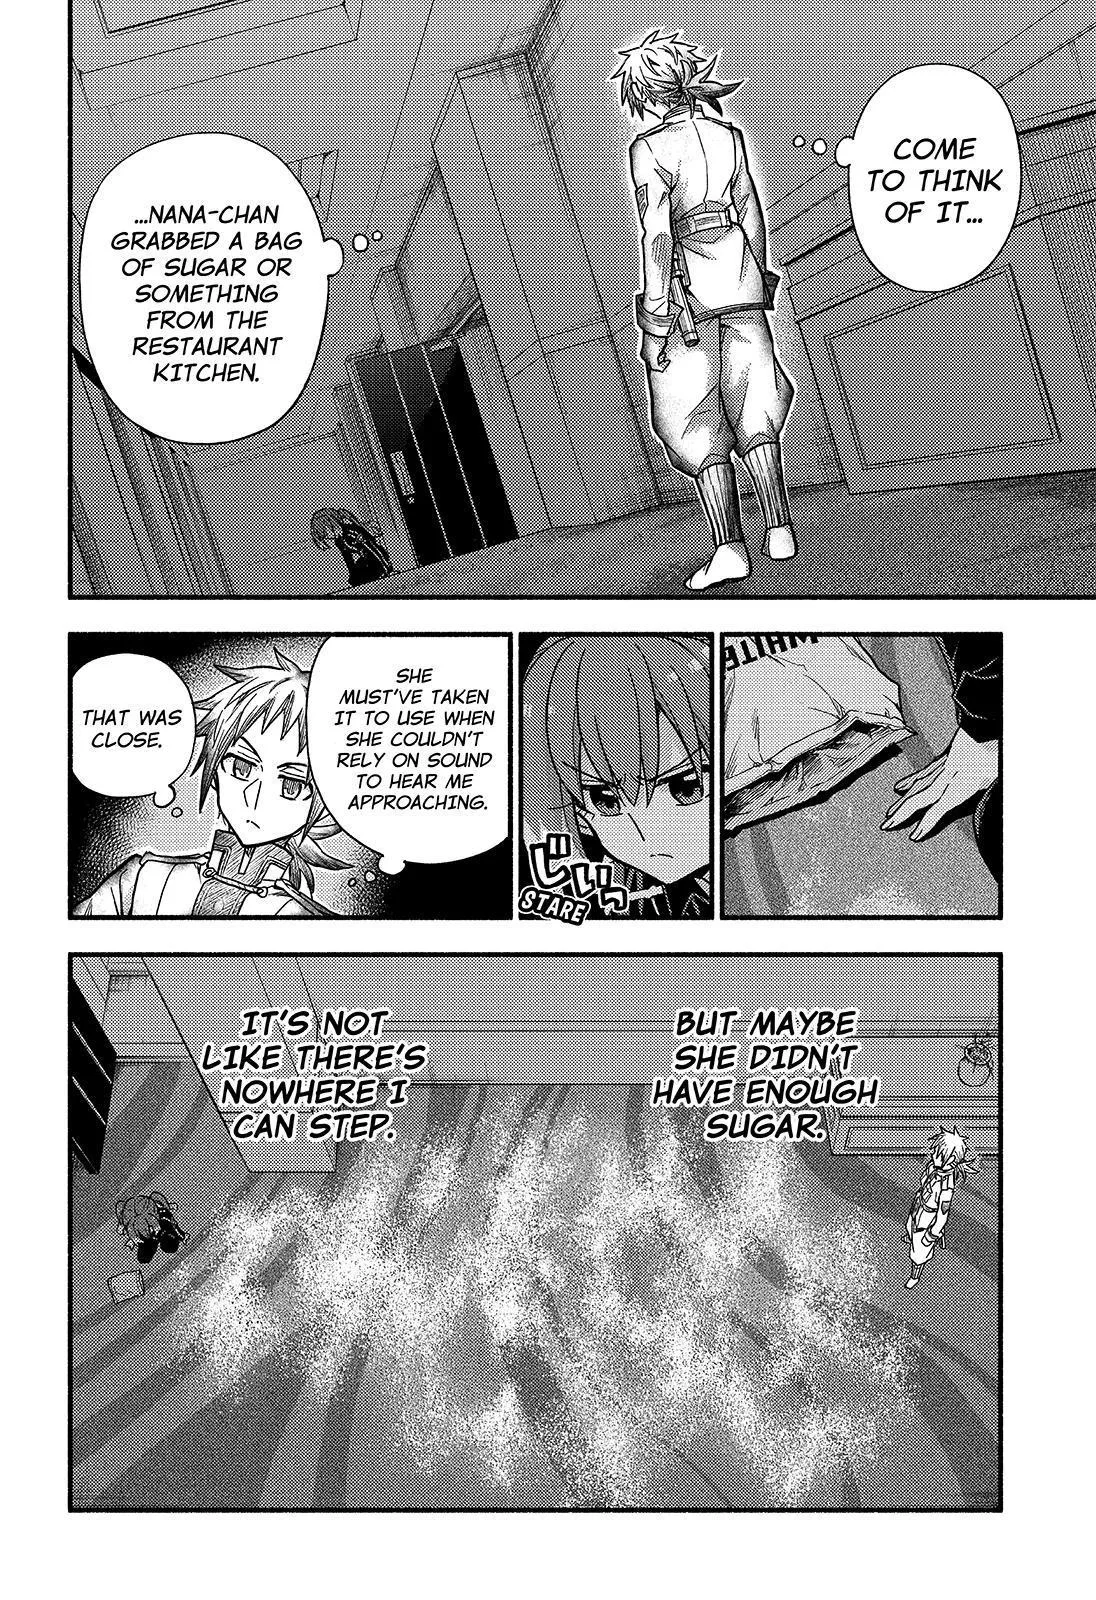 COME
TO THINK
OF IT...
...NANA-CHAN
GRABBED A BAG
OF SUGAR OR
SOMETHING
FROM THE
RESTAURANT
KITCHEN.
WHITE
じいっ
STARE
SHE
MUST'VE TAKEN
IT TO USE WHEN
SHE COULDN'T
RELY ON SOUND
TO HEAR ME
APPROACHING.
THAT WAS
CLOSE.
BUT MAYBE
SHE DIDN'T
HAVE ENOUGH
SUGAR.
IT'S NOT
LIKE THERE'S
NOWHERE I
CAN STEP.